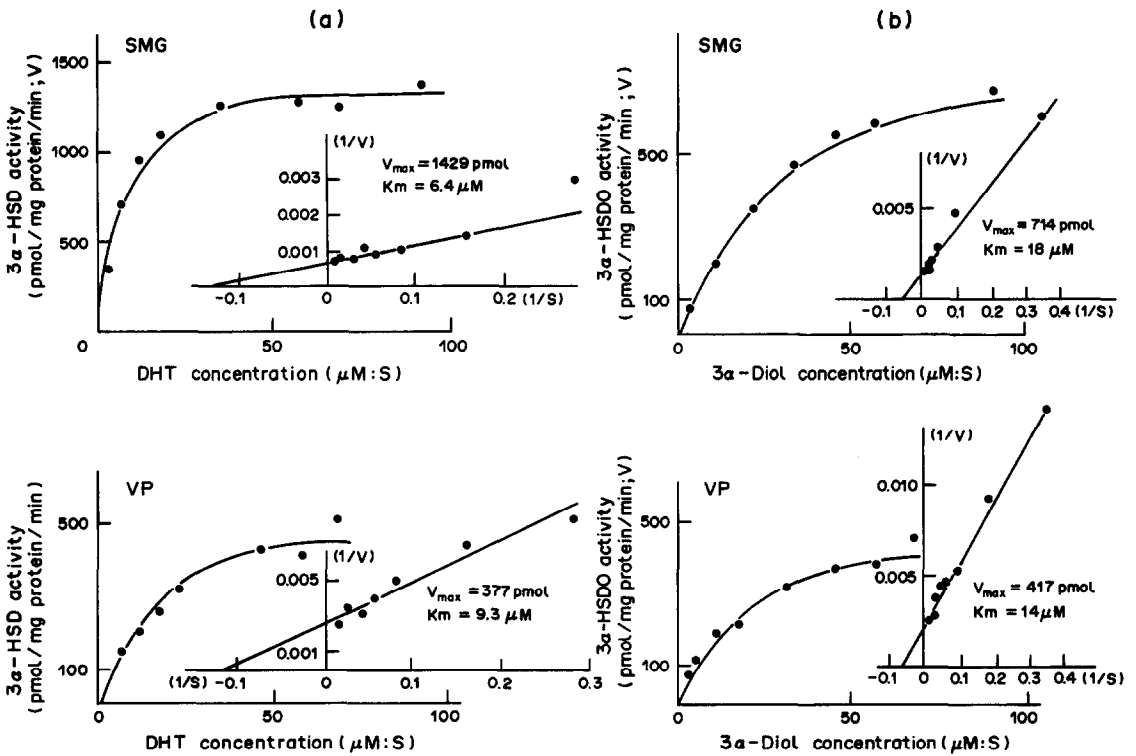 (a)
SMG
3α-HSD activity
(pmol/mg protein/min;V)
1500
1000
500
0
50
100
DHT concentration (μM:S)
(1/V)
0.003
0.002
0.001
-0.1
0
0.1
0.2 (1/S)
Vmax = 1429 pmol
Km = 6.4 μM
(b)
SMG
3α-HSDO activity
(pmol/mg protein/min;V)
500
100
0
50
100
3α-Diol concentration (μM:S)
(1/V)
0.005
-0.1
0
0.1
0.2
0.3
0.4 (1/S)
Vmax = 714 pmol
Km = 18 μM
VP
3α-HSD activity
(pmol/mg protein/min)
500
100
0
50
100
DHT concentration (μM:S)
(1/V)
0.005
0.001
(1/S) -0.1
0
0.1
0.2
0.3
Vmax = 377 pmol
Km = 9.3 μM
VP
3α-HSDO activity
(pmol/mg protein/min;V)
500
100
0
50
100
3α-Diol concentration (μM:S)
(1/V)
0.010
0.005
-0.1
0
0.1
0.2
0.3
0.4 (1/S)
Vmax = 417 pmol
Km = 14 μM